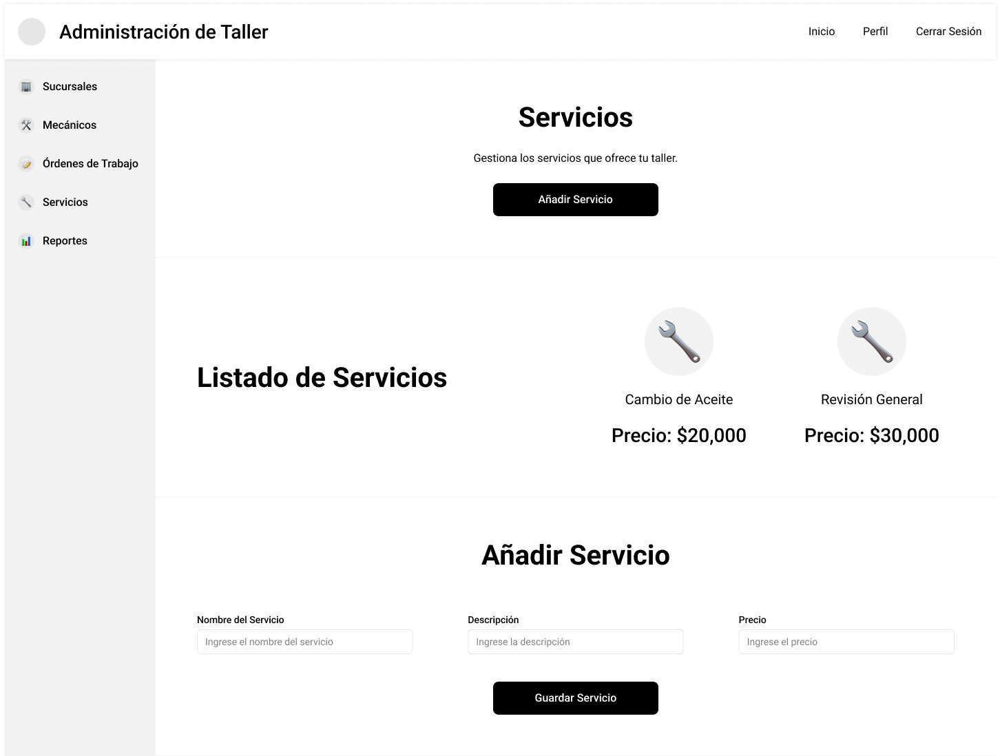 Administración de Taller
Inicio
Perfil
Cerrar Sesión
Sucursales
Mecánicos
Órdenes de Trabajo
Servicios
Reportes
Servicios
Gestiona los servicios que ofrece tu taller.
Añadir Servicio
Listado de Servicios
Cambio de Aceite
Precio: $20,000
Revisión General
Precio: $30,000
Añadir Servicio
Nombre del Servicio
Ingrese el nombre del servicio
Descripción
Ingrese la descripción
Precio
Ingrese el precio
Guardar Servicio